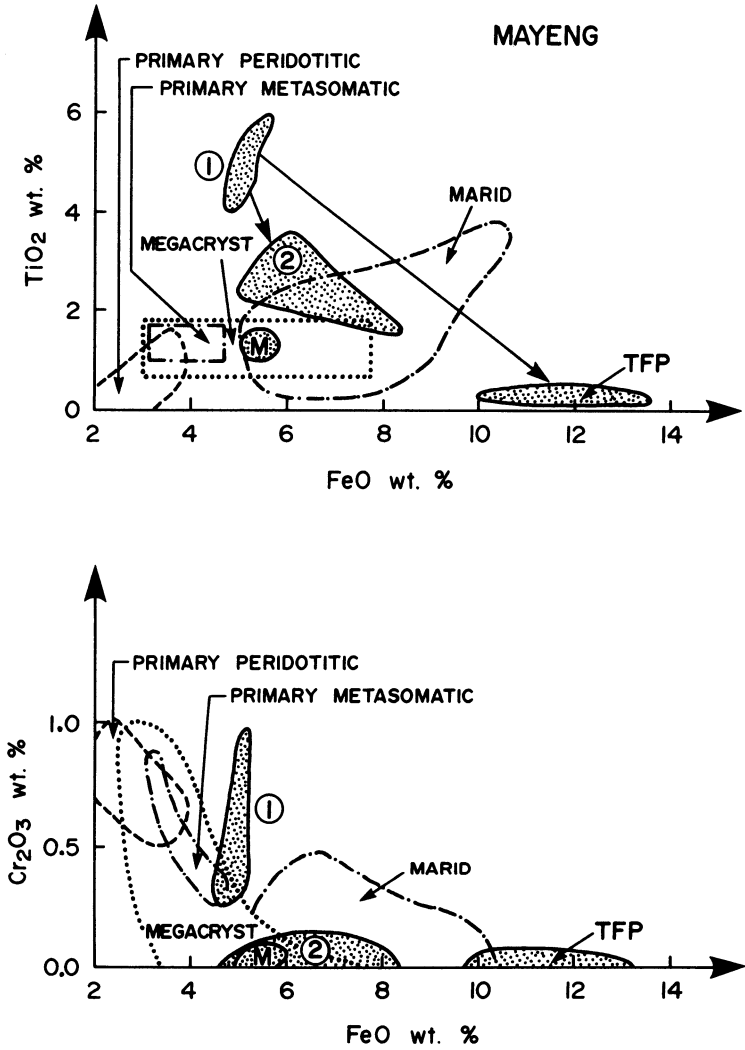 MAYENG
PRIMARY PERIDOTITIC
PRIMARY METASOMATIC
6
1
TiO2 wt. %
MARID
4
MEGACRYST
2
2
M
TFP
0
2 4 6 8 10 12 14
FeO wt. %
PRIMARY PERIDOTITIC
PRIMARY METASOMATIC
1.0
1
Cr2O3 wt. %
0.5
MARID
MEGACRYST
2
TFP
M
0.0
2 4 6 8 10 12 14
FeO wt. %